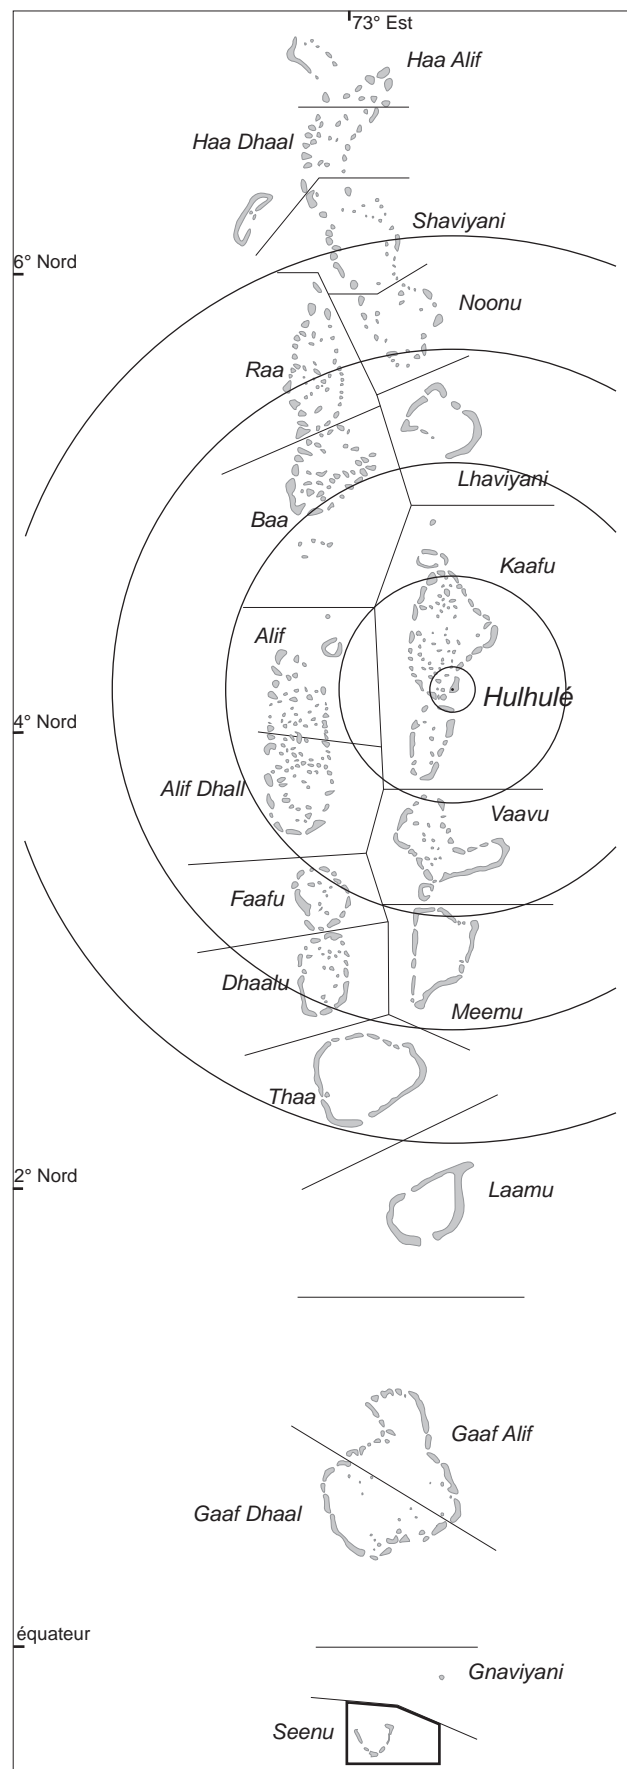 73° Est
Haa Alif
Haa Dhaal
Shaviyani
6° Nord
Noonu
Raa
Lhaviyani
Baa
Kaafu
Alif
Hulhulé
4° Nord
Alif Dhall
Vaavu
Faafu
Dhaalu
Meemu
Thaa
2° Nord
Laamu
Gaaf Alif
Gaaf Dhaal
équateur
Gnaviyani
Seenu